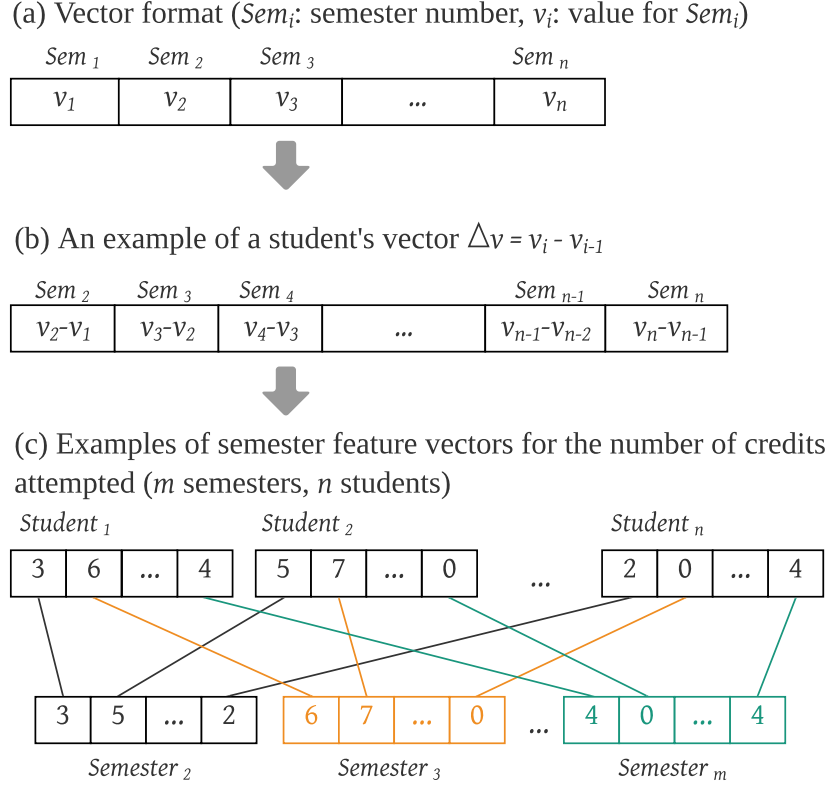 (a) Vector format (Semᵢ: semester number, vᵢ: value for Semᵢ)
Sem ₁ Sem ₂ Sem ₃ Sem ₙ
v₁ v₂ v₃ ... vₙ
(b) An example of a student's vector △v = vᵢ - vᵢ₋₁
Sem ₂ Sem ₃ Sem ₄ Sem ₙ₋₁ Sem ₙ
v₂-v₁ v₃-v₂ v₄-v₃ ... vₙ₋₁-vₙ₋₂ vₙ-vₙ₋₁
(c) Examples of semester feature vectors for the number of credits
attempted (m semesters, n students)
Student ₁ Student ₂ Student ₙ
3 6 ... 4 5 7 ... 0 ... 2 0 ... 4
3 5 ... 2 6 7 ... 0 ... 4 0 ... 4
Semester ₂ Semester ₃ Semester ₘ